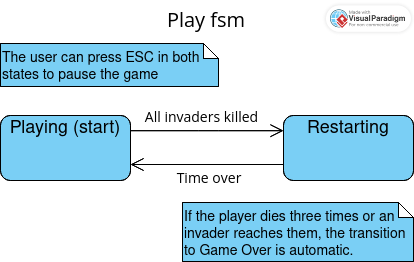 Play fsm
Made with
Visual Paradigm
For non-commercial use
The user can press ESC in both
states to pause the game
All invaders killed
Playing (start)
Restarting
Time over
If the player dies three times or an
invader reaches them, the transition
to Game Over is automatic.